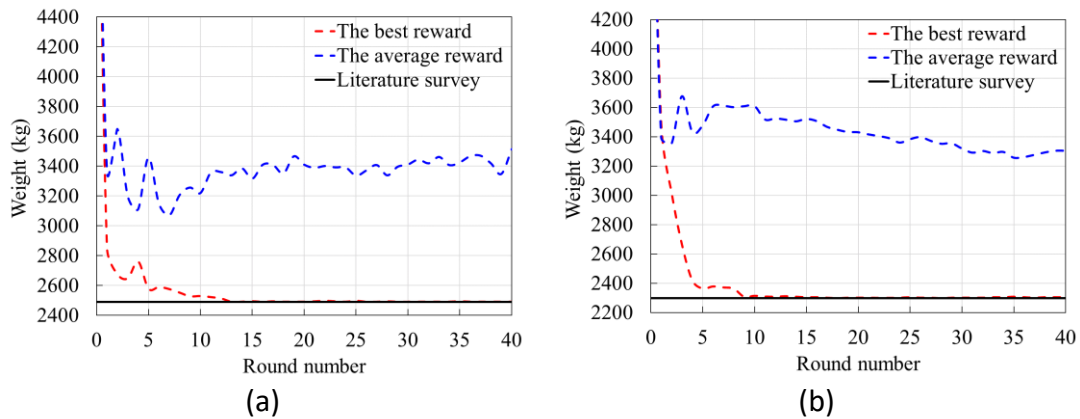 4400
4200
4000
3800
3600
3400
3200
3000
2800
2600
2400
Weight (kg)
The best reward
The average reward
Literature survey
0 5 10 15 20 25 30 35 40
Round number
(a)
4200
4000
3800
3600
3400
3200
3000
2800
2600
2400
2200
Weight (kg)
The best reward
The average reward
Literature survey
0 5 10 15 20 25 30 35 40
Round number
(b)